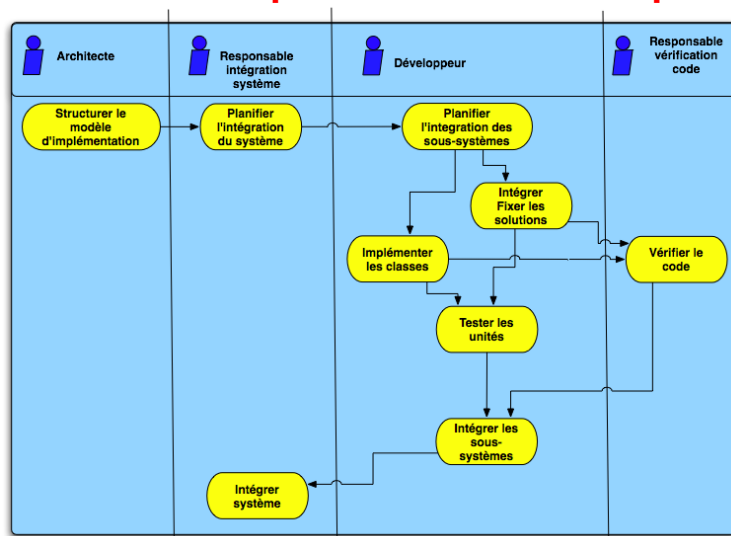 Architecte
Responsable
intégration
système
Développeur
Responsable
vérification
code
Structurer le
modèle
d'implémentation
Planifier
l'intégration
du système
Planifier
l'integration des
sous-systèmes
Intégrer
Fixer les
solutions
Implémenter
les classes
Vérifier le
code
Tester les
unités
Intégrer les
sous-
systèmes
Intégrer
système